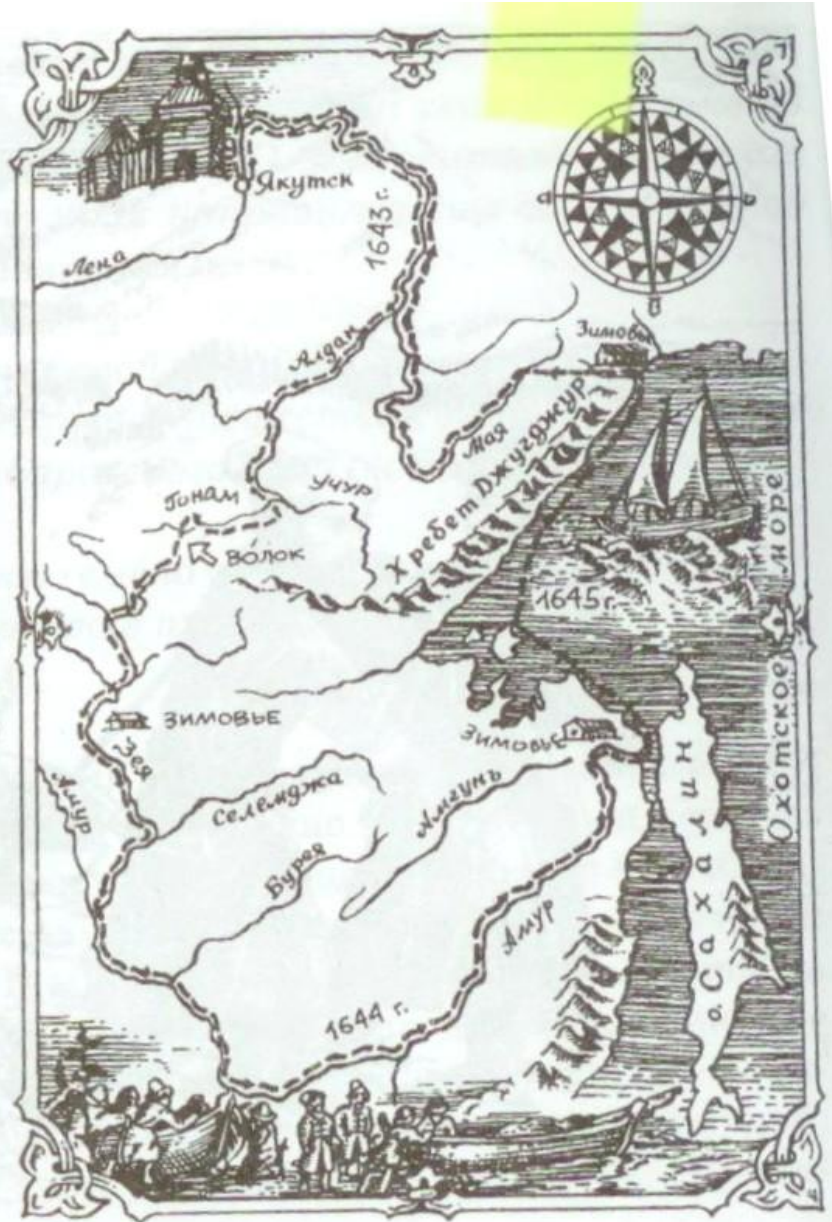 Якутск
Лена
1643 г.
Алдан
Зимовье
Мая
Хребет Джугджур
Гонам
Учур
Волок
1645 г.
Охотское море
ЗИМОВЬЕ
Зея
ЗИМОВЬЕ
Амур
Селемджа
Амгунь
Бурея
о. Сахалин
Амур
1644 г.